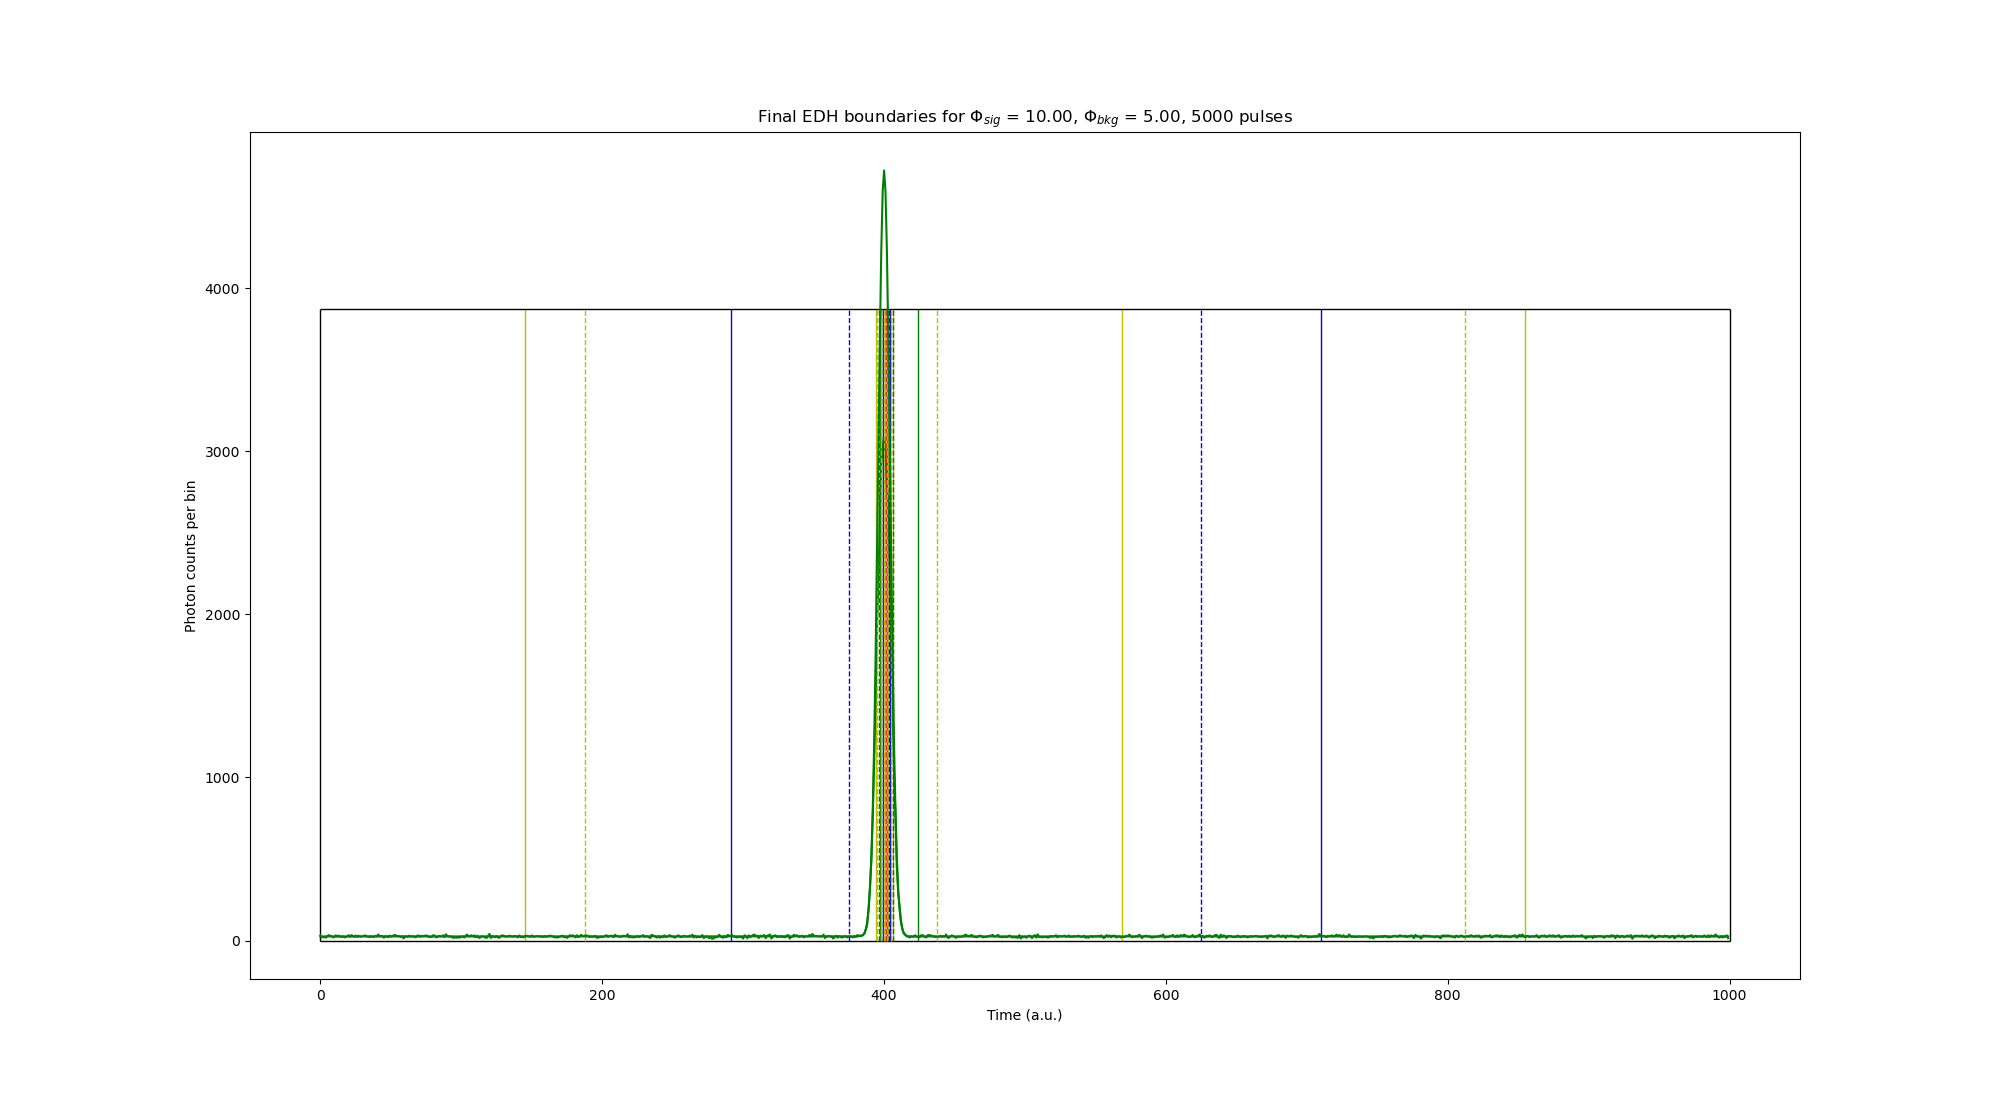 Final EDH boundaries for Φsig = 10.00, Φbkg = 5.00, 5000 pulses
Photon counts per bin
4000
3000
2000
1000
0
0 200 400 600 800 1000
Time (a.u.)